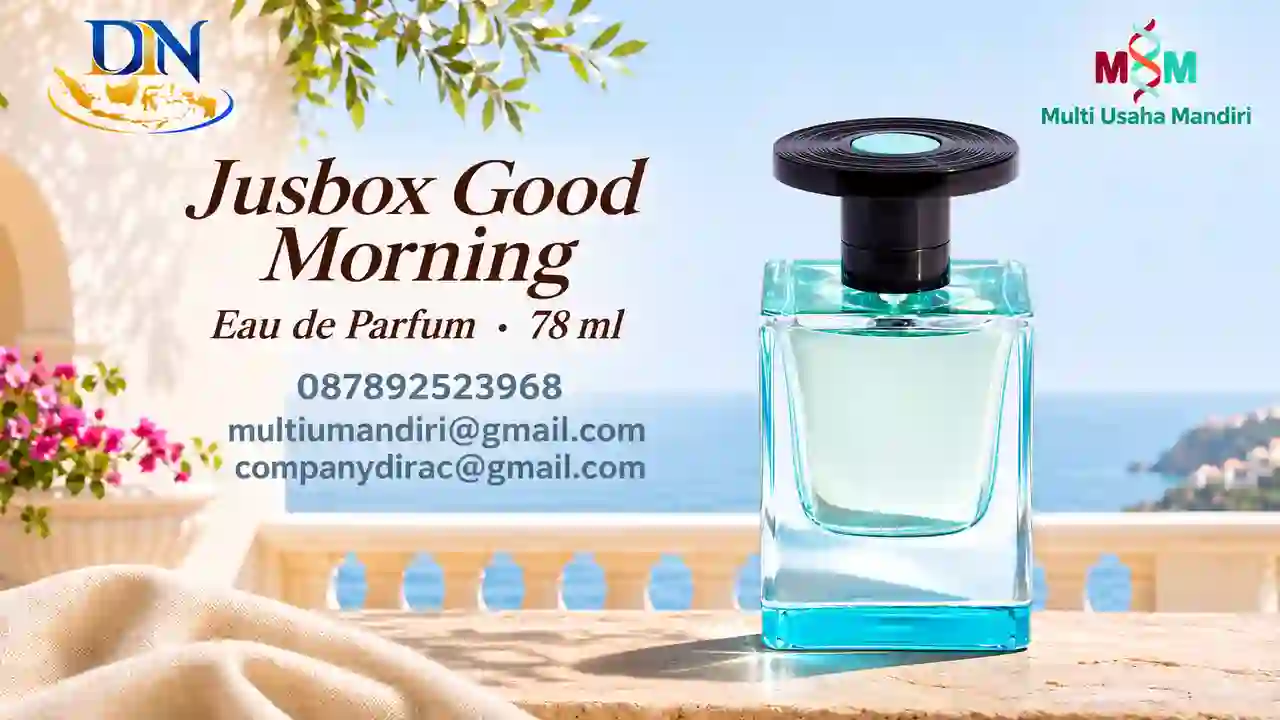 DN
MSM
Multi Usaha Mandiri
Jusbox Good
Morning
Eau de Parfum • 78 ml
087892523968
multiumandiri@gmail.com
companydirac@gmail.com